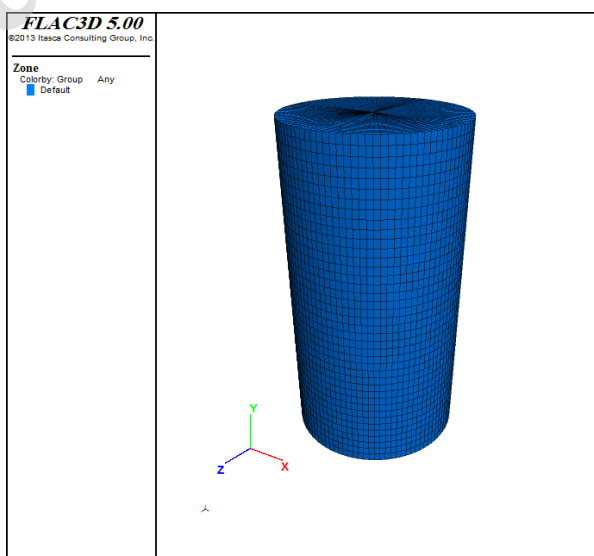 FLAC3D 5.00
©2013 Itasca Consulting Group, Inc.
Zone
Colorby: Group Any
Default
Y
Z
X